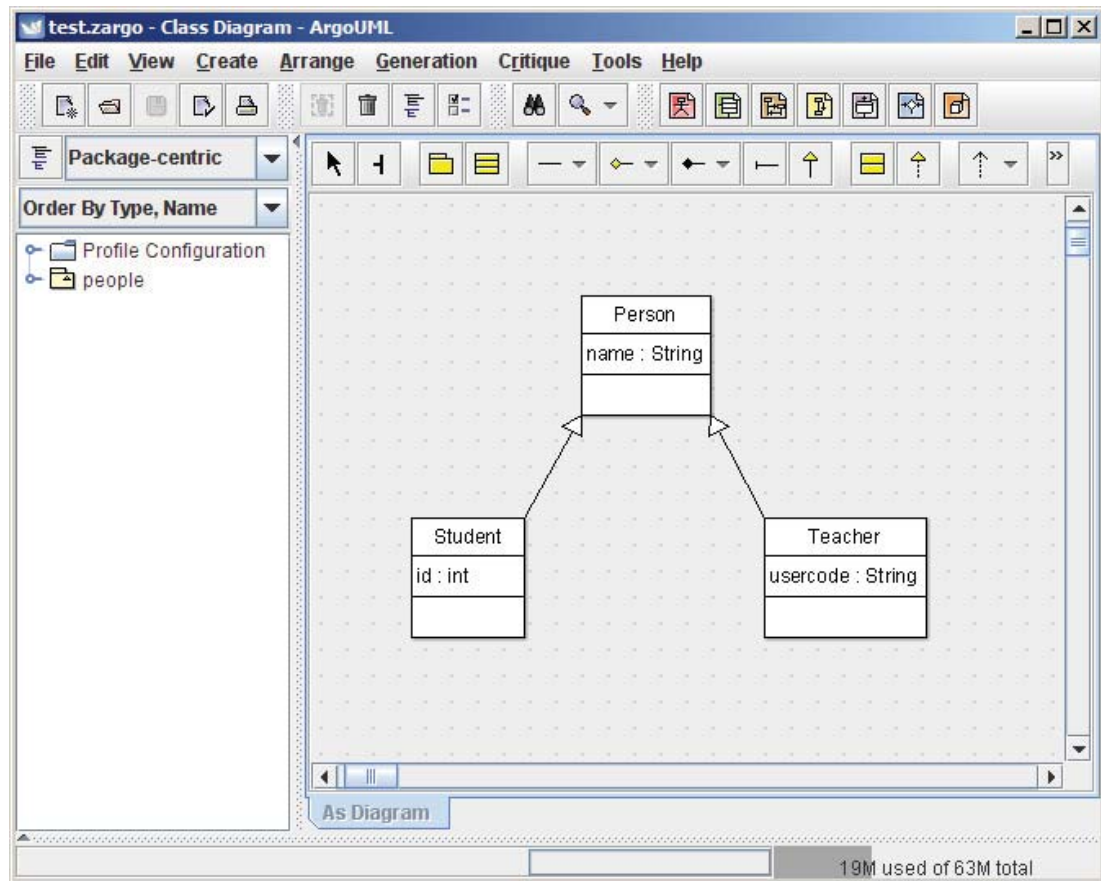 test.zargo - Class Diagram - ArgoUML
File Edit View Create Arrange Generation Critique Tools Help
Package-centric
Order By Type, Name
Profile Configuration
people
Person
name : String
Student
id : int
Teacher
usercode : String
As Diagram
19M used of 63M total